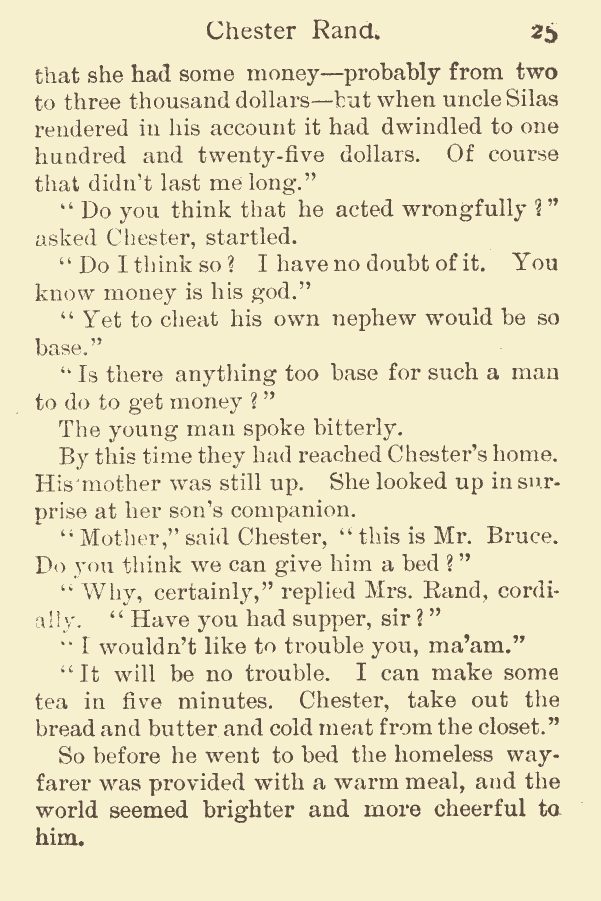 Chester Rand. 25
that she had some money—probably from two
to three thousand dollars—but when uncle Silas
rendered in his account it had dwindled to one
hundred and twenty-five dollars. Of course
that didn't last me long."
"Do you think that he acted wrongfully?"
asked Chester, startled.
"Do I think so? I have no doubt of it. You
know money is his god."
"Yet to cheat his own nephew would be so
base."
"Is there anything too base for such a man
to do to get money?"
The young man spoke bitterly.
By this time they had reached Chester's home.
His mother was still up. She looked up in sur-
prise at her son's companion.
"Mother," said Chester, "this is Mr. Bruce.
Do you think we can give him a bed?"
"Why, certainly," replied Mrs. Rand, cordi-
ally. "Have you had supper, sir?"
"I wouldn't like to trouble you, ma'am."
"It will be no trouble. I can make some
tea in five minutes. Chester, take out the
bread and butter and cold meat from the closet."
So before he went to bed the homeless way-
farer was provided with a warm meal, and the
world seemed brighter and more cheerful to
him.